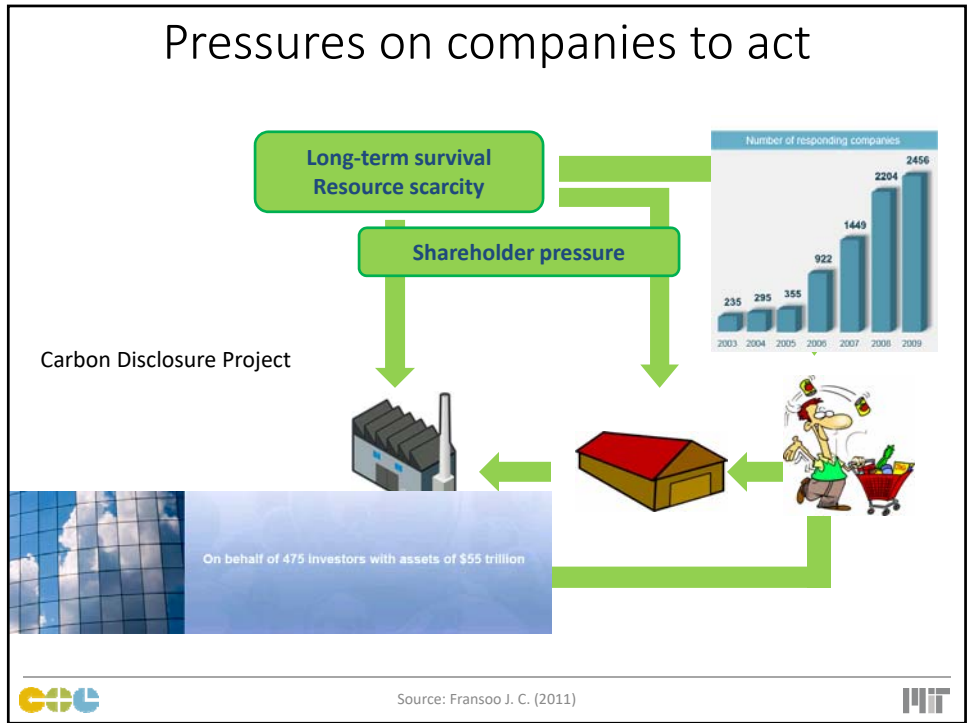 Pressures on companies to act
Long-term survival
Resource scarcity
Shareholder pressure
Number of responding companies
2456
2204
1449
922
355
295
235
2003 2004 2005 2006 2007 2008 2009
Carbon Disclosure Project
On behalf of 475 investors with assets of $55 trillion
Source: Fransoo J. C. (2011)
MIT